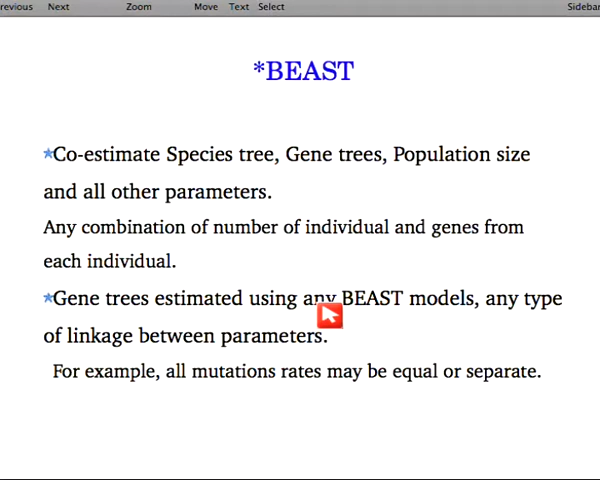 revious Next Zoom Move Text Select Sidebar
*BEAST
*Co-estimate Species tree, Gene trees, Population size
and all other parameters.
Any combination of number of individual and genes from
each individual.
*Gene trees estimated using any BEAST models, any type
of linkage between parameters.
For example, all mutations rates may be equal or separate.